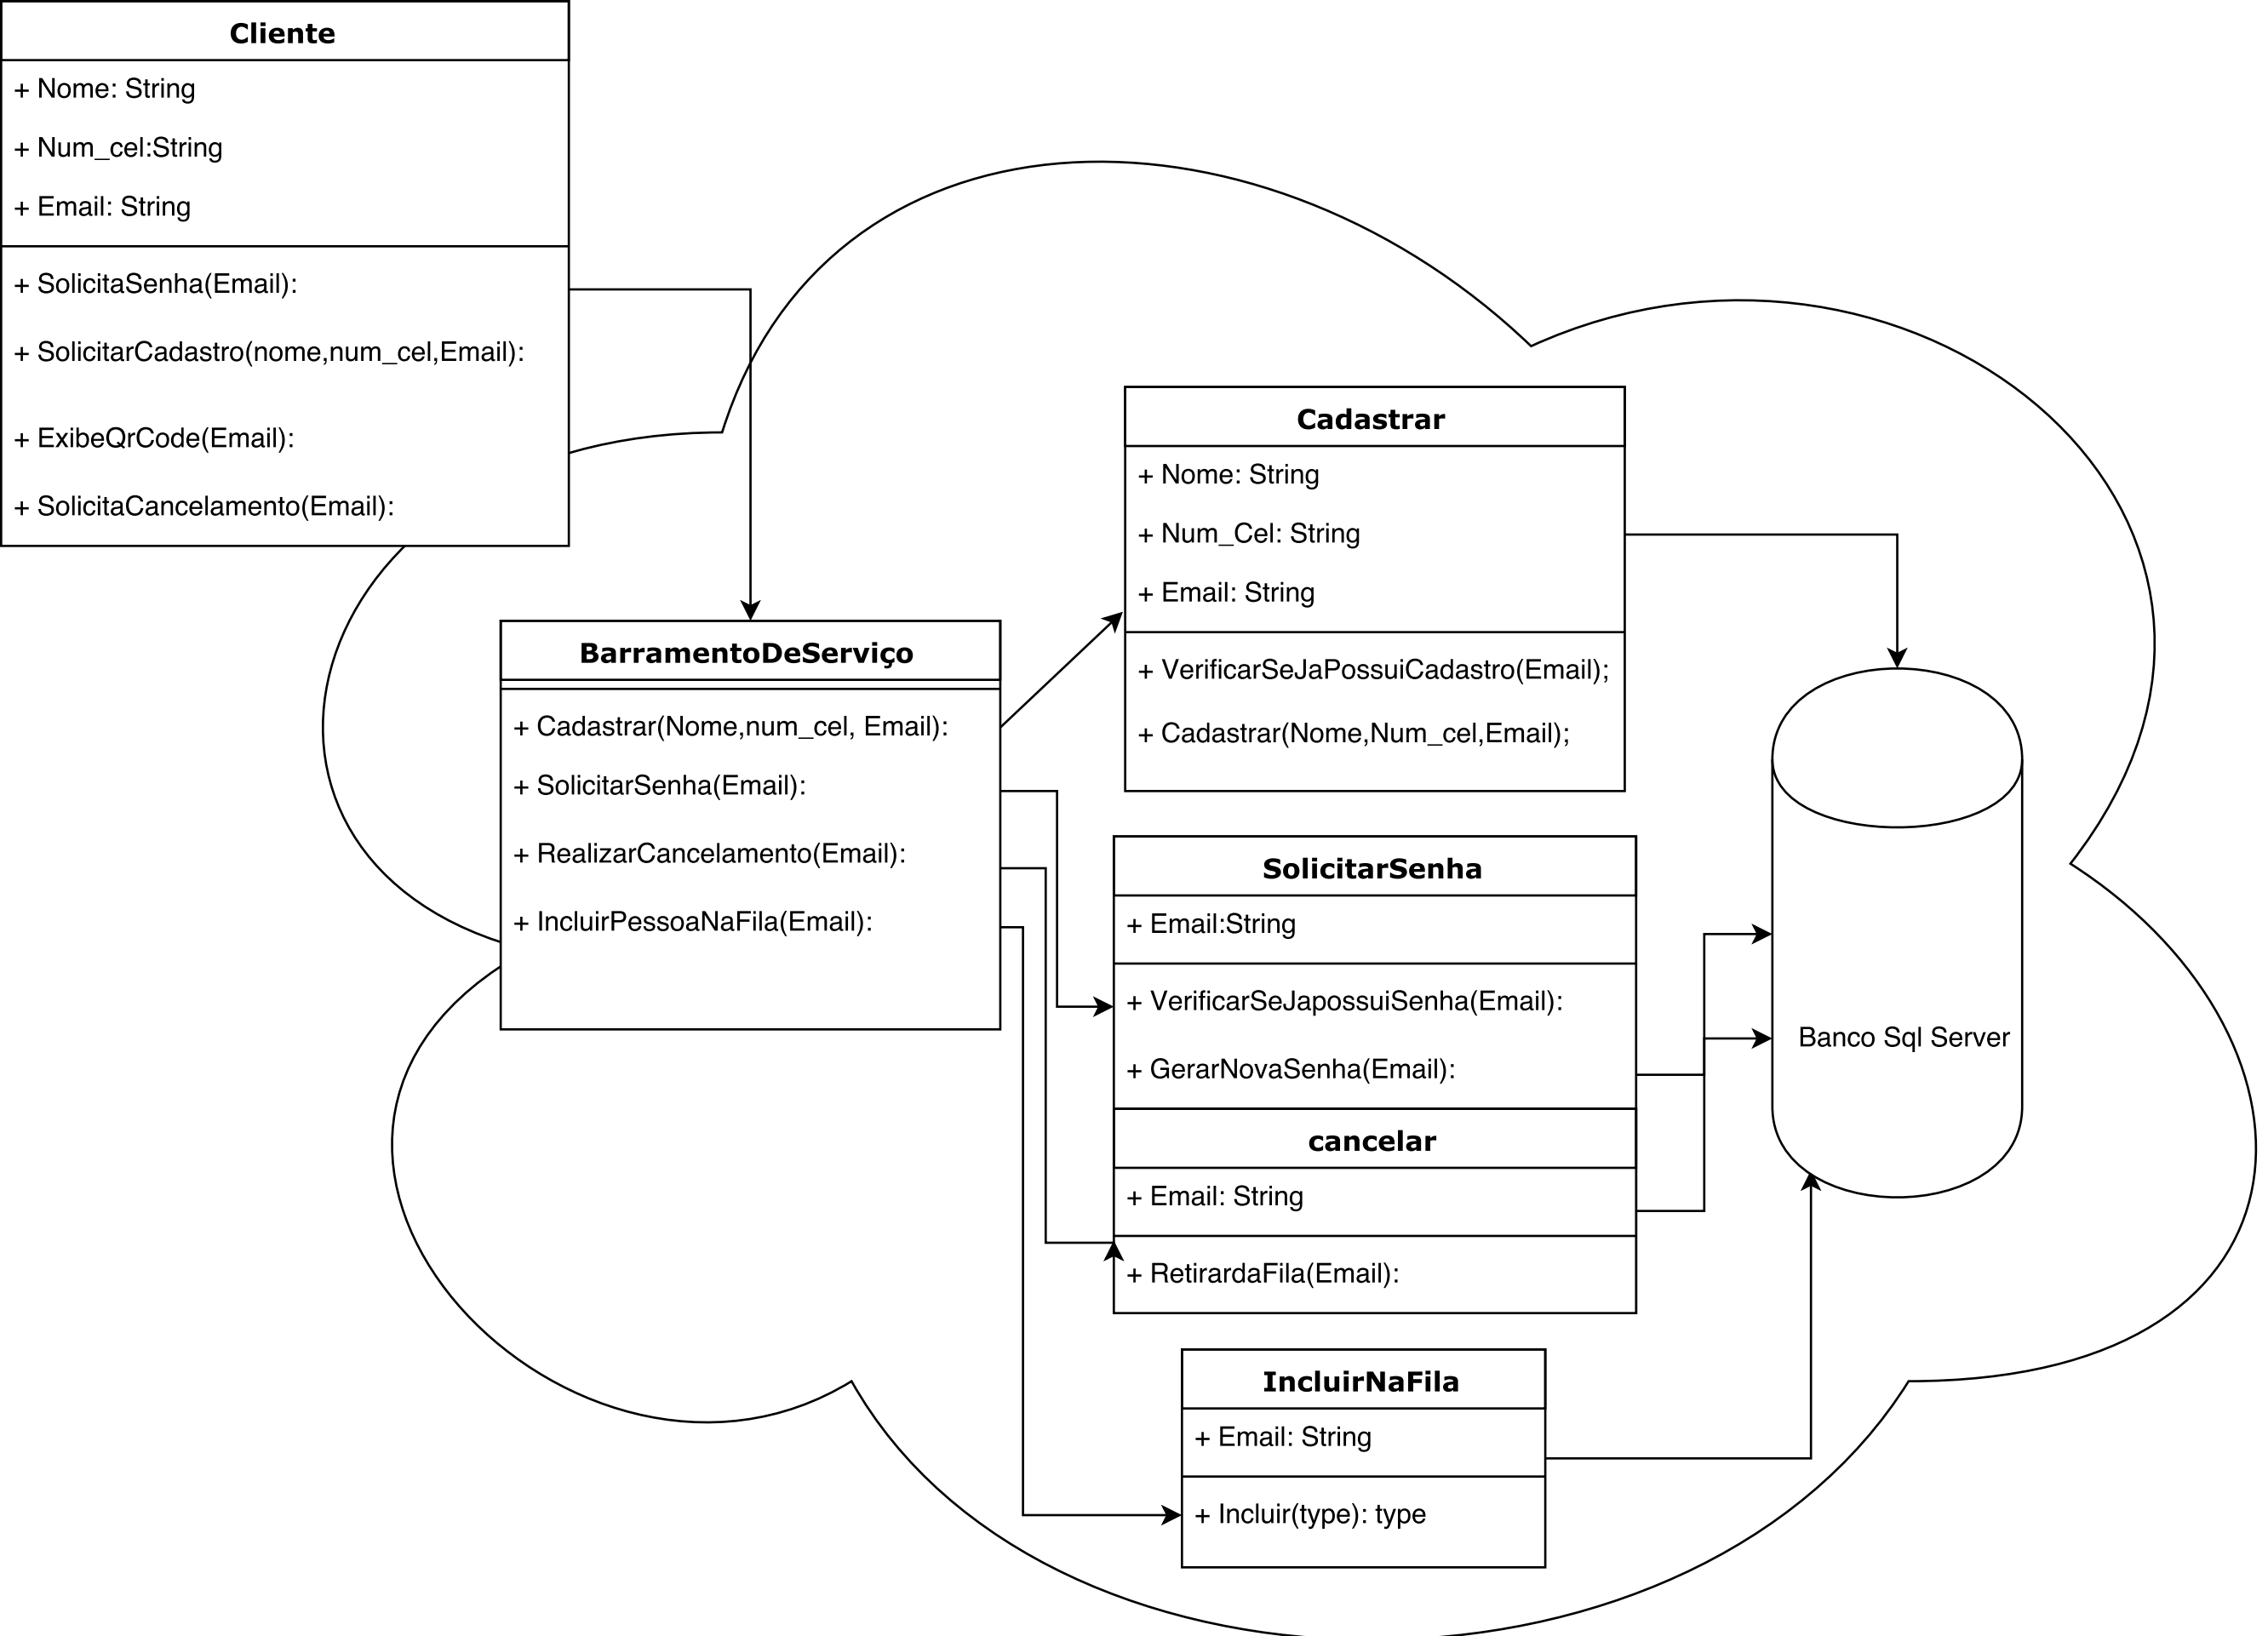 Cliente
+ Nome: String
+ Num_cel:String
+ Email: String
+ SolicitaSenha(Email):
+ SolicitarCadastro(nome,num_cel,Email):
+ ExibeQrCode(Email):
+ SolicitaCancelamento(Email):
BarramentoDeServiço
+ Cadastrar(Nome,num_cel, Email):
+ SolicitarSenha(Email):
+ RealizarCancelamento(Email):
+ IncluirPessoaNaFila(Email):
Cadastrar
+ Nome: String
+ Num_Cel: String
+ Email: String
+ VerificarSeJaPossuiCadastro(Email);
+ Cadastrar(Nome,Num_cel,Email);
SolicitarSenha
+ Email:String
+ VerificarSeJapossuiSenha(Email):
+ GerarNovaSenha(Email):
cancelar
+ Email: String
+ RetirardaFila(Email):
IncluirNaFila
+ Email: String
+ Incluir(type): type
Banco Sql Server